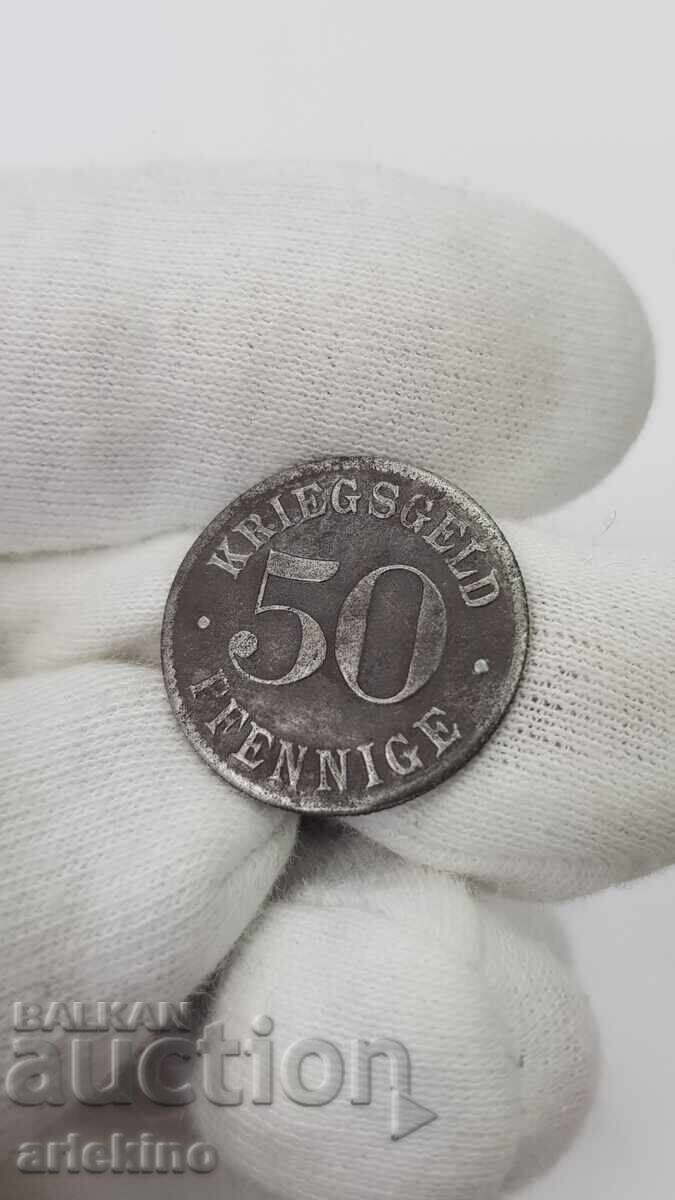 KRIEGSGELD
50
PFENNIGE
BALKAN
auction
arlekino